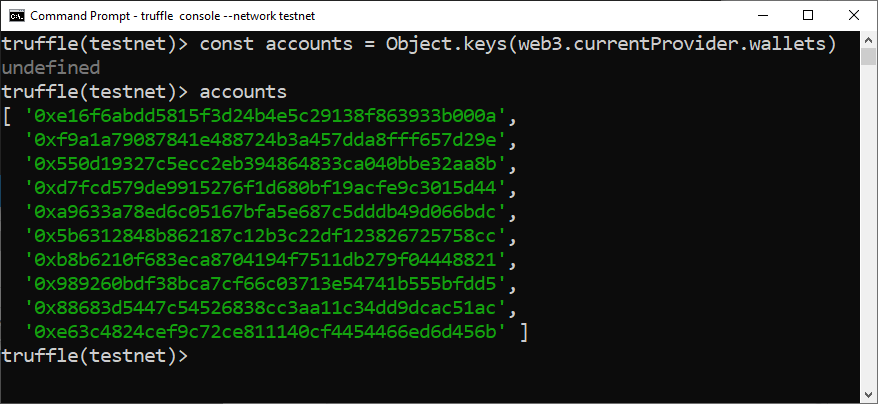 Command Prompt - truffle  console --network testnet
truffle(testnet)> const accounts = Object.keys(web3.currentProvider.wallets)
undefined
truffle(testnet)> accounts
[ '0xe16f6abdd5815f3d24b4e5c29138f863933b000a',
  '0xf9a1a79087841e488724b3a457dda8fff657d29e',
  '0x550d19327c5ecc2eb394864833ca040bbe32aa8b',
  '0xd7fcd579de9915276f1d680bf19acfe9c3015d44',
  '0xa9633a78ed6c05167bfa5e687c5dddb49d066bdc',
  '0x5b6312848b862187c12b3c22df123826725758cc',
  '0xb8b6210f683eca8704194f7511db279f04448821',
  '0x989260bdf38bca7cf66c03713e54741b555bfdd5',
  '0x88683d5447c54526838cc3aa11c34dd9dcac51ac',
  '0xe63c4824cef9c72ce811140cf4454466ed6d456b' ]
truffle(testnet)>